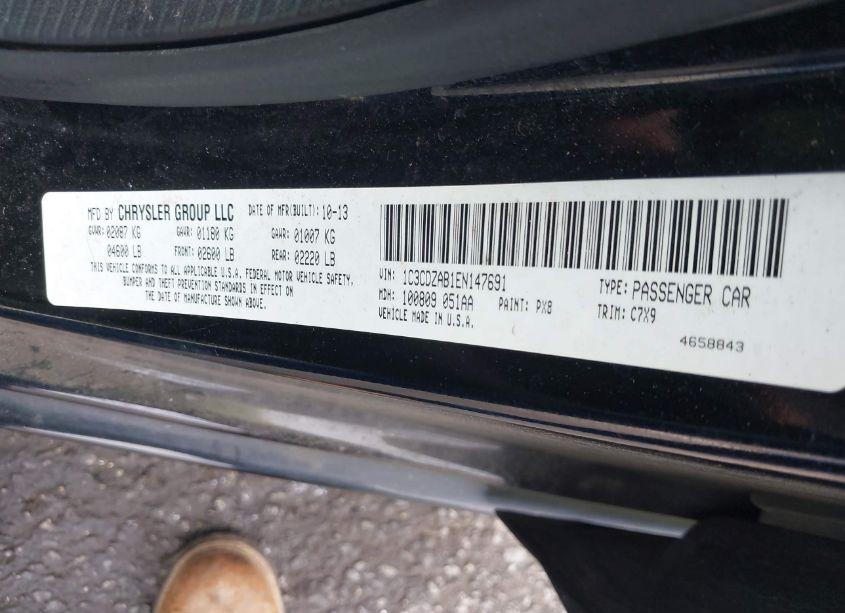 MFD BY CHRYSLER GROUP LLC DATE OF MFR(BUILT): 10-13
GVWR: 02087 KG GAWR: 01180 KG GAWR: 01007 KG
04600 LB FRONT: 02600 LB REAR: 02220 LB
THIS VEHICLE CONFORMS TO ALL APPLICABLE U.S.A. FEDERAL MOTOR VEHICLE SAFETY,
BUMPER AND THEFT PREVENTION STANDARDS IN EFFECT ON
THE DATE OF MANUFACTURE SHOWN ABOVE.
VIN: 1C3CDZAB1EN147691 TYPE: PASSENGER CAR
MDH: 100809 051AA PAINT: PX8 TRIM: C7X9
VEHICLE MADE IN U.S.A.
4658843